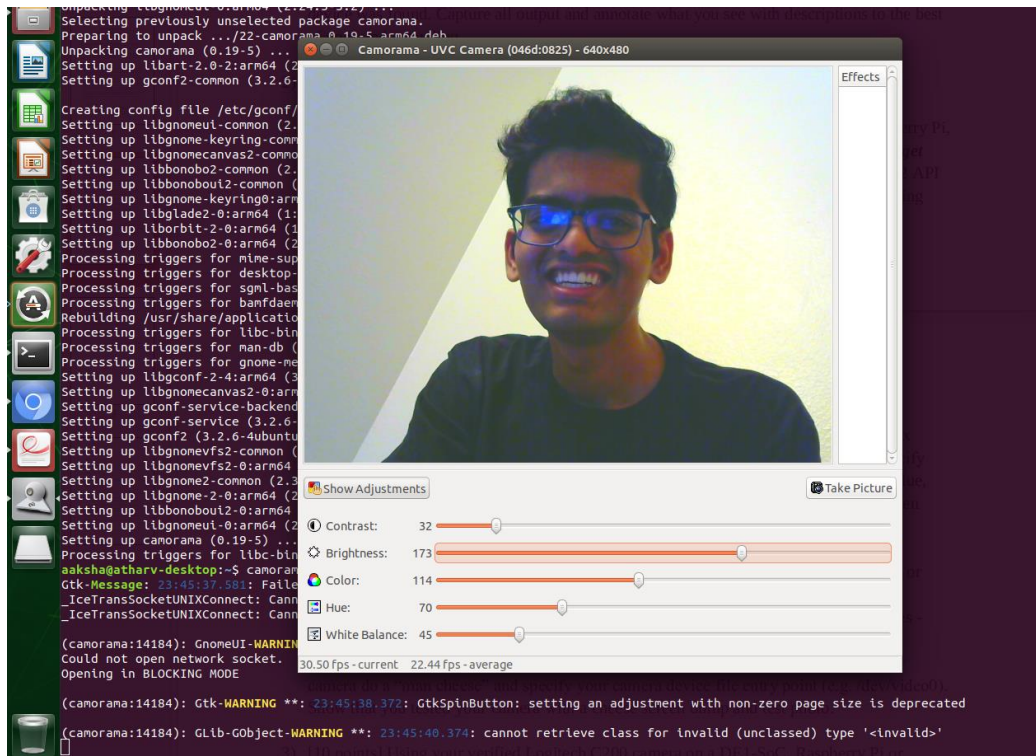 Unpacking libgnomeui-0:arm64 (2.24.5-3.2) ...
Selecting previously unselected package camorama.
Preparing to unpack .../22-camorama_0.19-5_arm64.deb
Unpacking camorama (0.19-5) ...
Setting up libart-2.0-2:arm64 (2
Setting up gconf2-common (3.2.6-
Creating config file /etc/gconf/
Setting up libgnomeui-common (2.
Setting up libgnome-keyring-comm
Setting up libgnomecanvas2-commo
Setting up libbonobo2-common (2.
Setting up libbonoboui2-common (
Setting up libgnome-keyring0:arm
Setting up libglade2-0:arm64 (1:
Setting up liborbit-2-0:arm64 (1
Setting up libbonobo2-0:arm64 (2
Processing triggers for mime-sup
Processing triggers for desktop-
Processing triggers for sgml-bas
Processing triggers for bamfdaem
Rebuilding /usr/share/applicatio
Processing triggers for libc-bin
Processing triggers for man-db (
Processing triggers for gnome-me
Setting up libgconf-2-4:arm64 (3
Setting up libgnomecanvas2-0:arm
Setting up gconf-service-backend
Setting up gconf-service (3.2.6-
Setting up gconf2 (3.2.6-4ubuntu
Setting up libgnomevfs2-common (
Setting up libgnomevfs2-0:arm64
Setting up libgnome2-common (2.3
Setting up libgnome-2-0:arm64 (2
Setting up libbonoboui2-0:arm64
Setting up libgnomeui-0:arm64 (2
Setting up camorama (0.19-5) ...
Processing triggers for libc-bin
aaksha@atharv-desktop:~$ camoram
Gtk-Message: 23:45:37.581: Faile
_IceTransSocketUNIXConnect: Cann
_IceTransSocketUNIXConnect: Cann
(camorama:14184): GnomeUI-WARNIN
Could not open network socket.
Opening in BLOCKING MODE
(camorama:14184): Gtk-WARNING **: 23:45:38.372: GtkSpinButton: setting an adjustment with non-zero page size is deprecated
(camorama:14184): GLib-GObject-WARNING **: 23:45:40.374: cannot retrieve class for invalid (unclassed) type '<invalid>'
Camorama - UVC Camera (046d:0825) - 640x480
Effects
Show Adjustments
Take Picture
Contrast: 32
Brightness: 173
Color: 114
Hue: 70
White Balance: 45
30.50 fps - current 22.44 fps - average